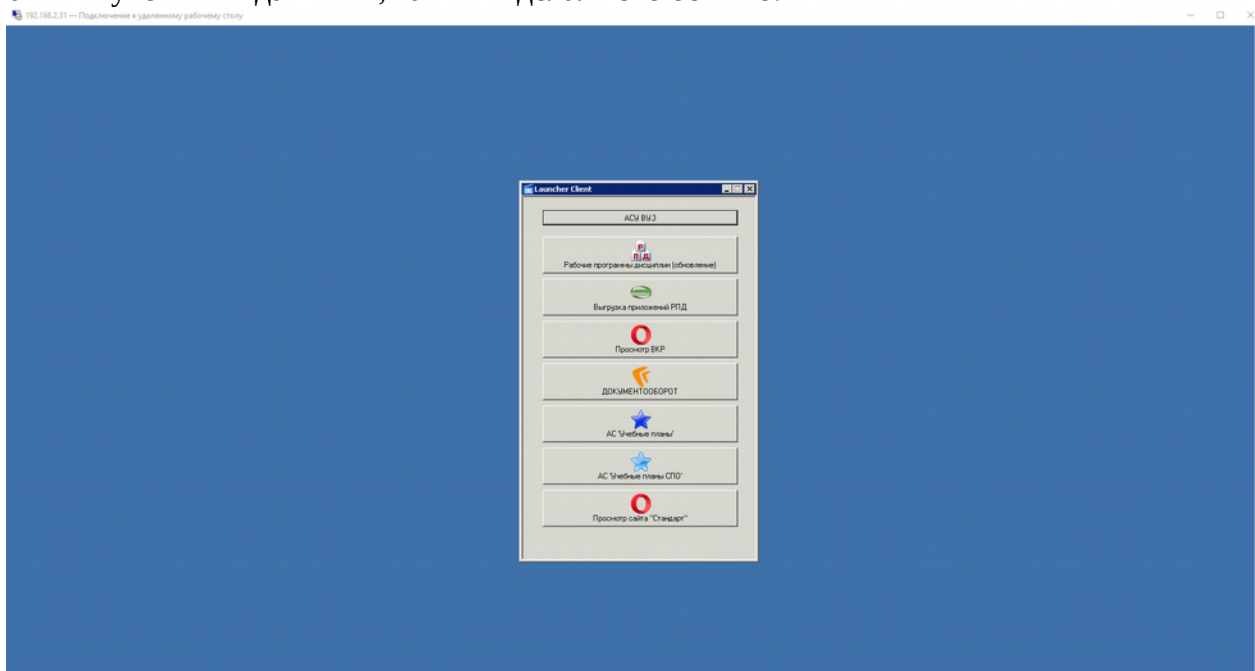 192.168.2.31 — Подключение к удаленному рабочему столу
Launcher Client
АСУ ВУЗ
Рабочие программы дисциплин (обновление)
Выгрузка приложений РПД
Просмотр ВКР
ДОКУМЕНТООБОРОТ
АС 'Учебные планы'
АС 'Учебные планы СПО'
Просмотр сайта "Стандарт"